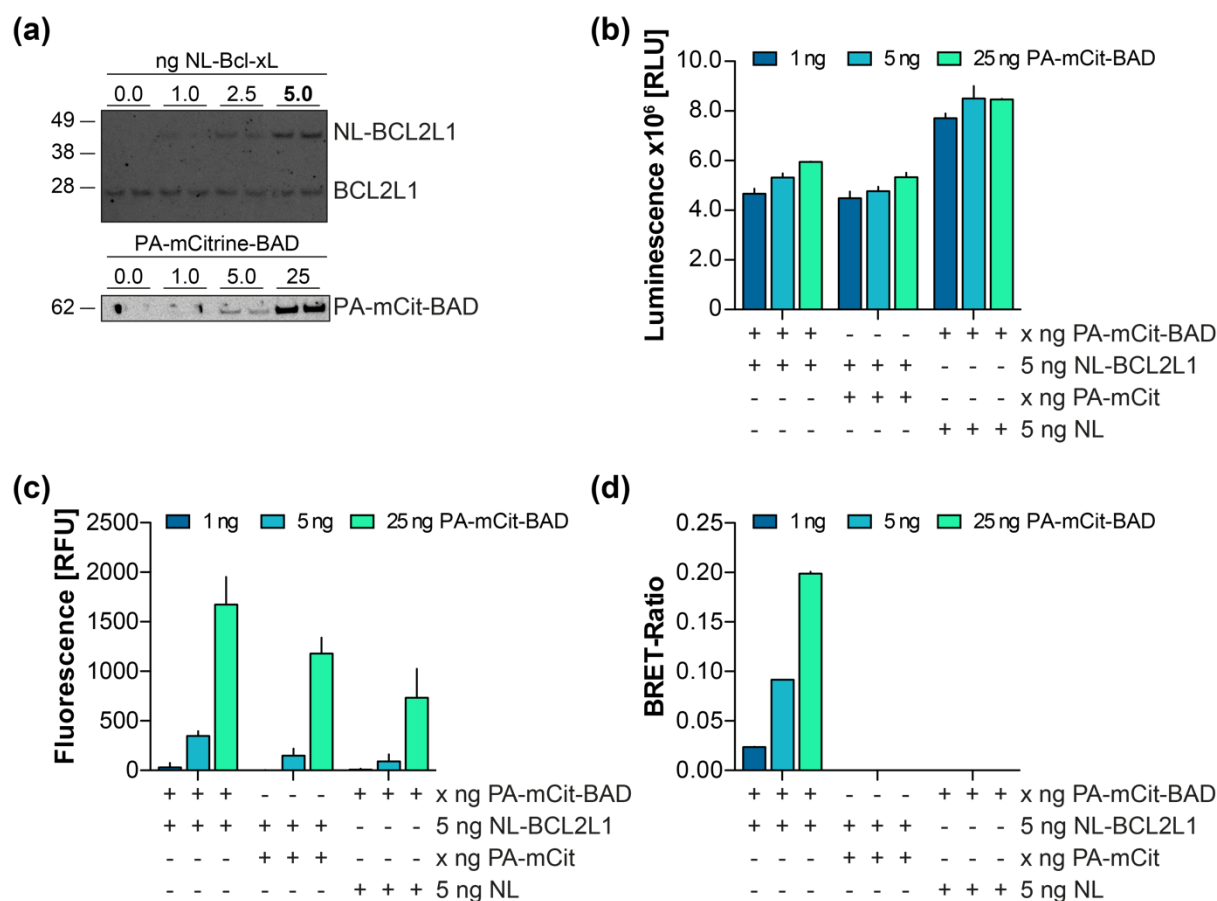 (a)
ng NL-Bcl-xL
0.0 1.0 2.5 5.0
49
38
28
NL-BCL2L1
BCL2L1
PA-mCitrine-BAD
0.0 1.0 5.0 25
62
PA-mCit-BAD
(b)
1 ng 5 ng 25 ng PA-mCit-BAD
Luminescence x10⁶ [RLU]
10.0
8.0
6.0
4.0
2.0
0
+ + + - - - + + + x ng PA-mCit-BAD
+ + + + + + - - - 5 ng NL-BCL2L1
- - - + + + - - - x ng PA-mCit
- - - - - - + + + 5 ng NL
(c)
1 ng 5 ng 25 ng PA-mCit-BAD
Fluorescence [RFU]
2500
2000
1500
1000
500
0
+ + + - - - + + + x ng PA-mCit-BAD
+ + + + + + - - - 5 ng NL-BCL2L1
- - - + + + - - - x ng PA-mCit
- - - - - - + + + 5 ng NL
(d)
1 ng 5 ng 25 ng PA-mCit-BAD
BRET-Ratio
0.25
0.20
0.15
0.10
0.05
0.00
+ + + - - - + + + x ng PA-mCit-BAD
+ + + + + + - - - 5 ng NL-BCL2L1
- - - + + + - - - x ng PA-mCit
- - - - - - + + + 5 ng NL